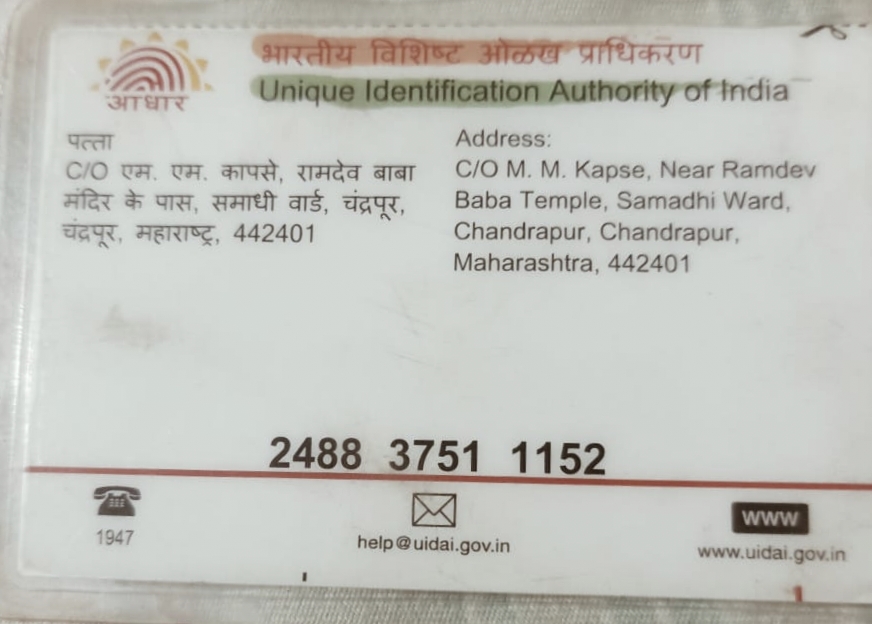 भारतीय विशिष्ट ओळख प्राधिकरण
Unique Identification Authority of India
आधार
पत्ता
C/O एम. एम. कापसे, रामदेव बाबा
मंदिर के पास, समाधी वार्ड, चंद्रपूर,
चंद्रपूर, महाराष्ट्र, 442401
Address:
C/O M. M. Kapse, Near Ramdev
Baba Temple, Samadhi Ward,
Chandrapur, Chandrapur,
Maharashtra, 442401
2488 3751 1152
1947
help@uidai.gov.in
WWW
www.uidai.gov.in